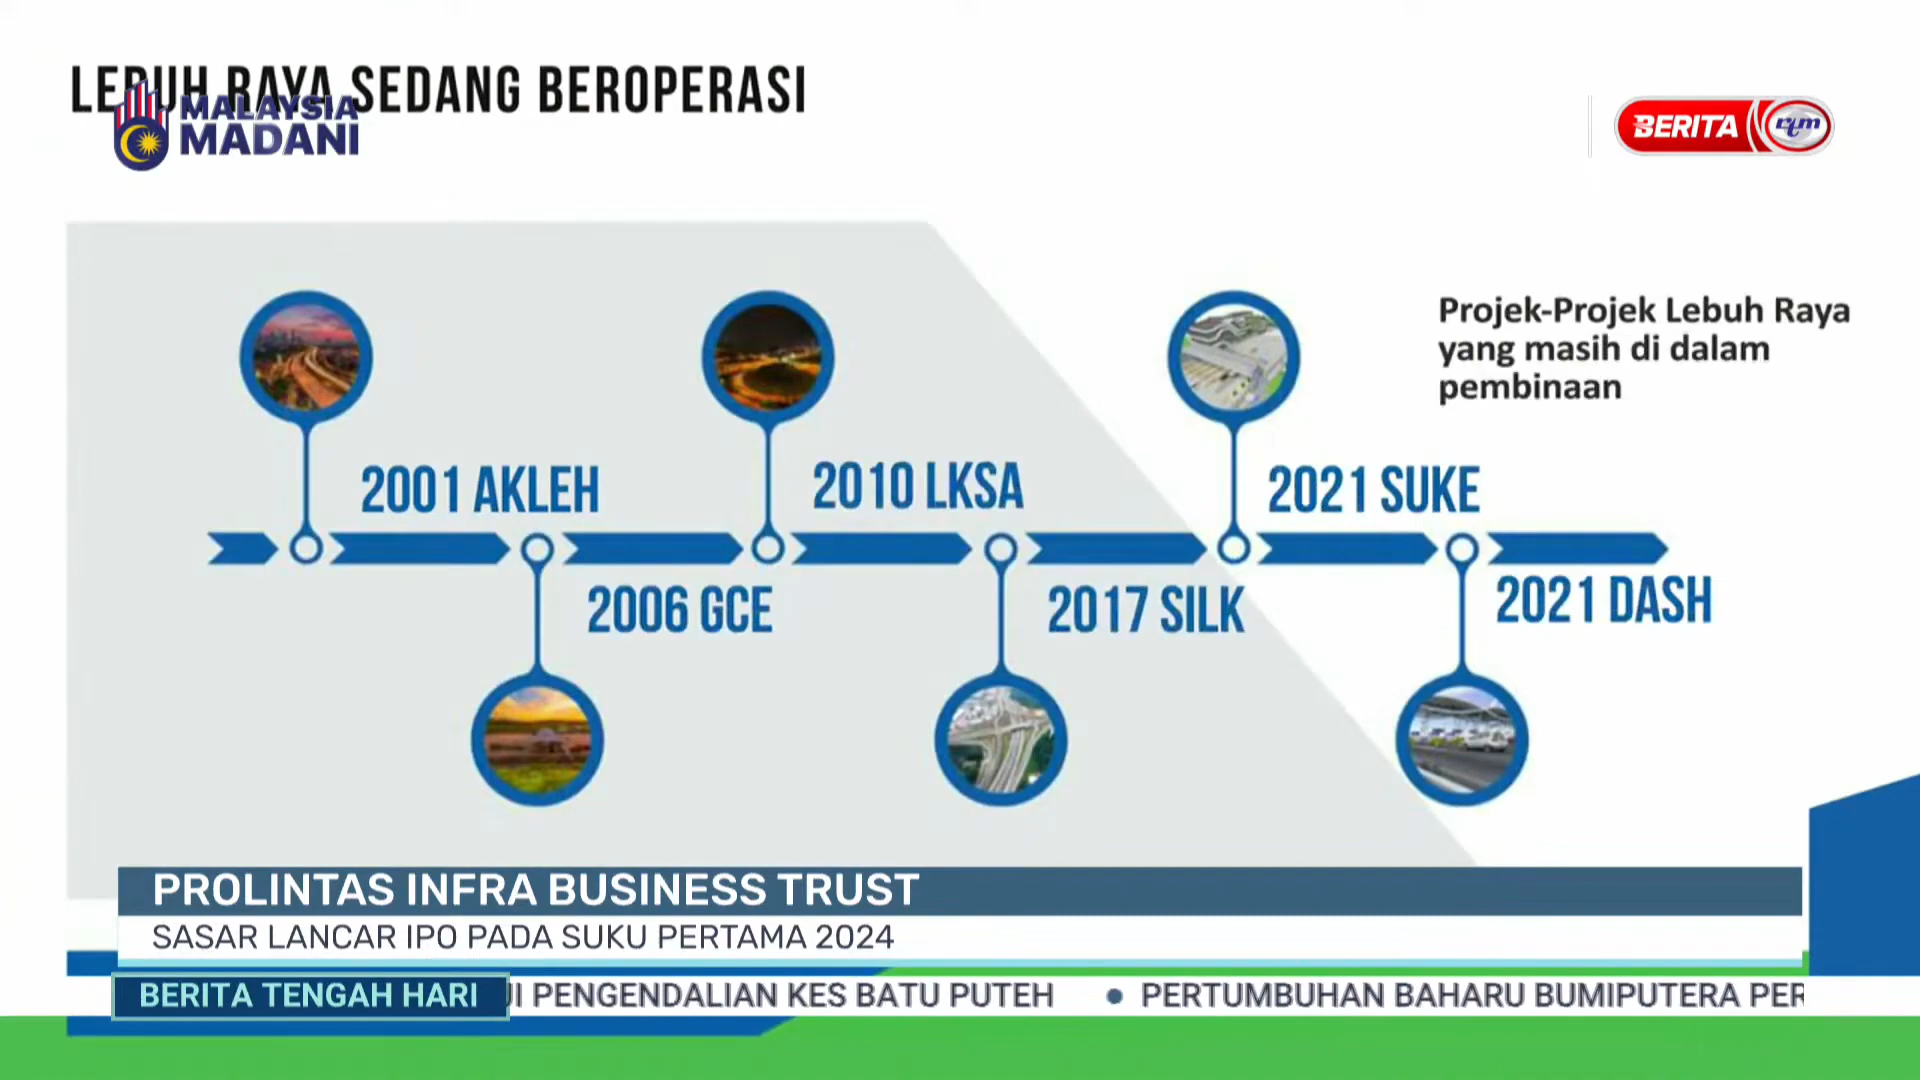 LEBUH RAYA SEDANG BEROPERASI
MALAYSIA
MADANI
BERITA rtm
Projek-Projek Lebuh Raya
yang masih di dalam
pembinaan
2001 AKLEH
2010 LKSA
2021 SUKE
2006 GCE
2017 SILK
2021 DASH
PROLINTAS INFRA BUSINESS TRUST
SASAR LANCAR IPO PADA SUKU PERTAMA 2024
BERITA TENGAH HARI
PENGENDALIAN KES BATU PUTEH • PERTUMBUHAN BAHARU BUMIPUTERA